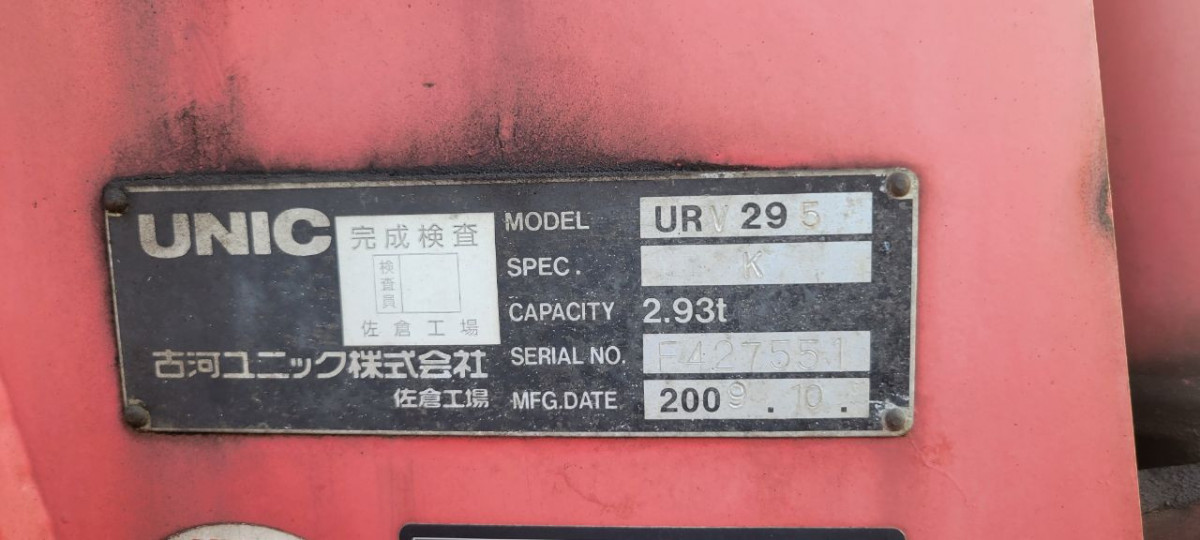 UNIC
完成検査
検査員
佐倉工場
古河ユニック株式会社
佐倉工場
MODEL URV295
SPEC. K
CAPACITY 2.93t
SERIAL NO. F427551
MFG.DATE 2009.10.